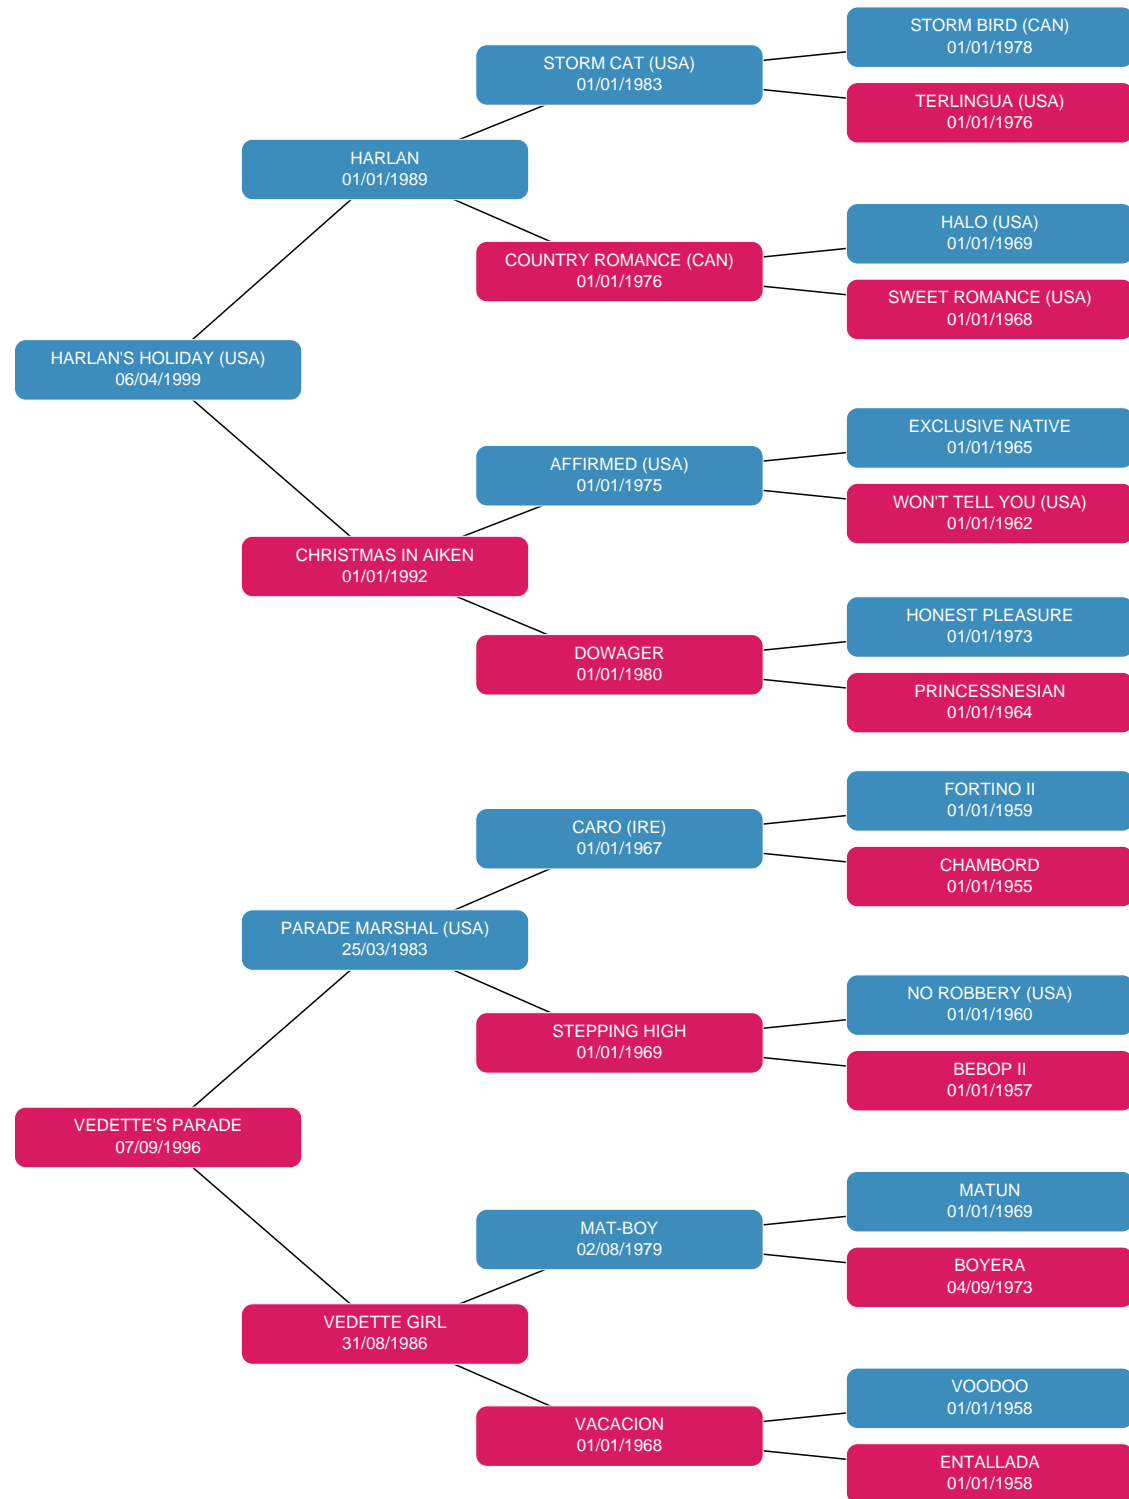 STORM BIRD (CAN)
01/01/1978
STORM CAT (USA)
01/01/1983
TERLINGUA (USA)
01/01/1976
HARLAN
01/01/1989
HALO (USA)
01/01/1969
COUNTRY ROMANCE (CAN)
01/01/1976
SWEET ROMANCE (USA)
01/01/1968
HARLAN'S HOLIDAY (USA)
06/04/1999
EXCLUSIVE NATIVE
01/01/1965
AFFIRMED (USA)
01/01/1975
WON'T TELL YOU (USA)
01/01/1962
CHRISTMAS IN AIKEN
01/01/1992
HONEST PLEASURE
01/01/1973
DOWAGER
01/01/1980
PRINCESSNESIAN
01/01/1964
FORTINO II
01/01/1959
CARO (IRE)
01/01/1967
CHAMBORD
01/01/1955
PARADE MARSHAL (USA)
25/03/1983
NO ROBBERY (USA)
01/01/1960
STEPPING HIGH
01/01/1969
BEBOP II
01/01/1957
VEDETTE'S PARADE
07/09/1996
MATUN
01/01/1969
MAT-BOY
02/08/1979
BOYERA
04/09/1973
VEDETTE GIRL
31/08/1986
VOODOO
01/01/1958
VACACION
01/01/1968
ENTALLADA
01/01/1958